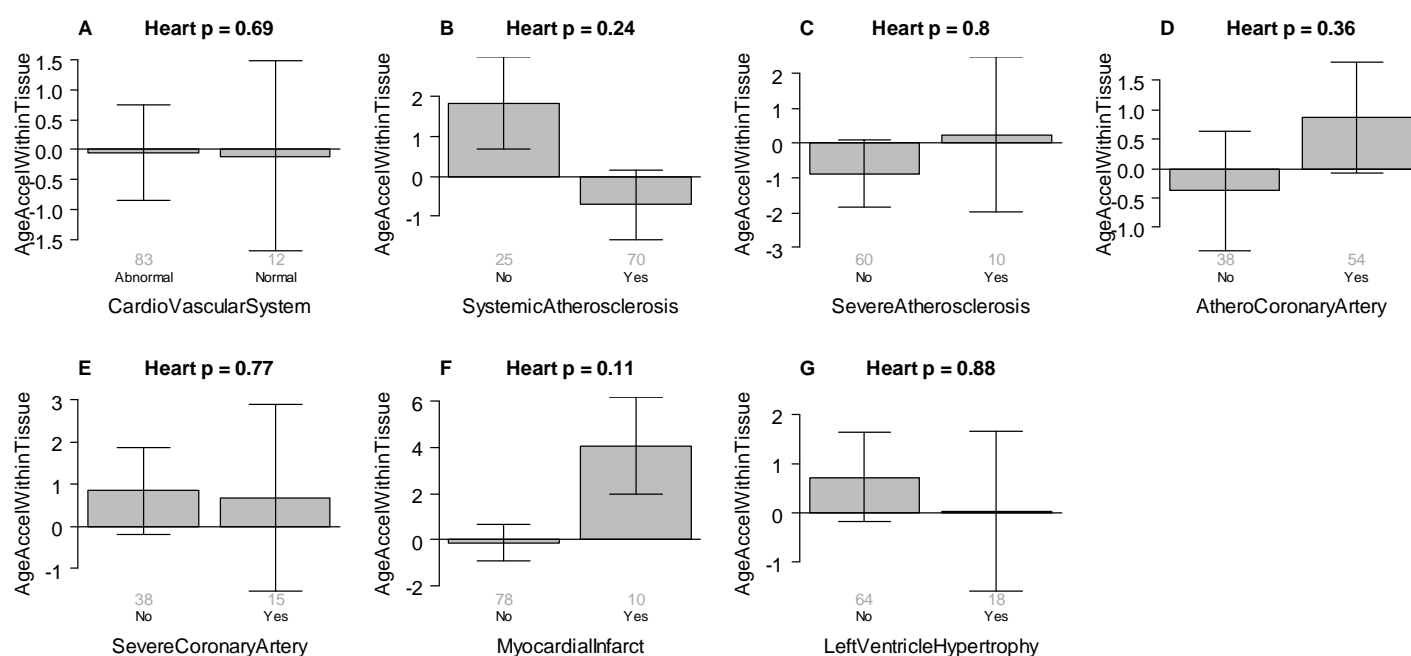 A Heart p = 0.69
AgeAccelWithinTissue
1.5
1.0
0.5
0.0
-0.5
-1.0
-1.5
83 12
Abnormal Normal
CardioVascularSystem
B Heart p = 0.24
AgeAccelWithinTissue
2
1
0
-1
25 70
No Yes
SystemicAtherosclerosis
C Heart p = 0.8
AgeAccelWithinTissue
2
1
0
-1
-2
-3
60 10
No Yes
SevereAtherosclerosis
D Heart p = 0.36
AgeAccelWithinTissue
1.5
1.0
0.5
0.0
-0.5
-1.0
38 54
No Yes
AtheroCoronaryArtery
E Heart p = 0.77
AgeAccelWithinTissue
3
2
1
0
-1
38 15
No Yes
SevereCoronaryArtery
F Heart p = 0.11
AgeAccelWithinTissue
6
4
2
0
-2
78 10
No Yes
MyocardialInfarct
G Heart p = 0.88
AgeAccelWithinTissue
2
1
0
-1
64 18
No Yes
LeftVentricleHypertrophy